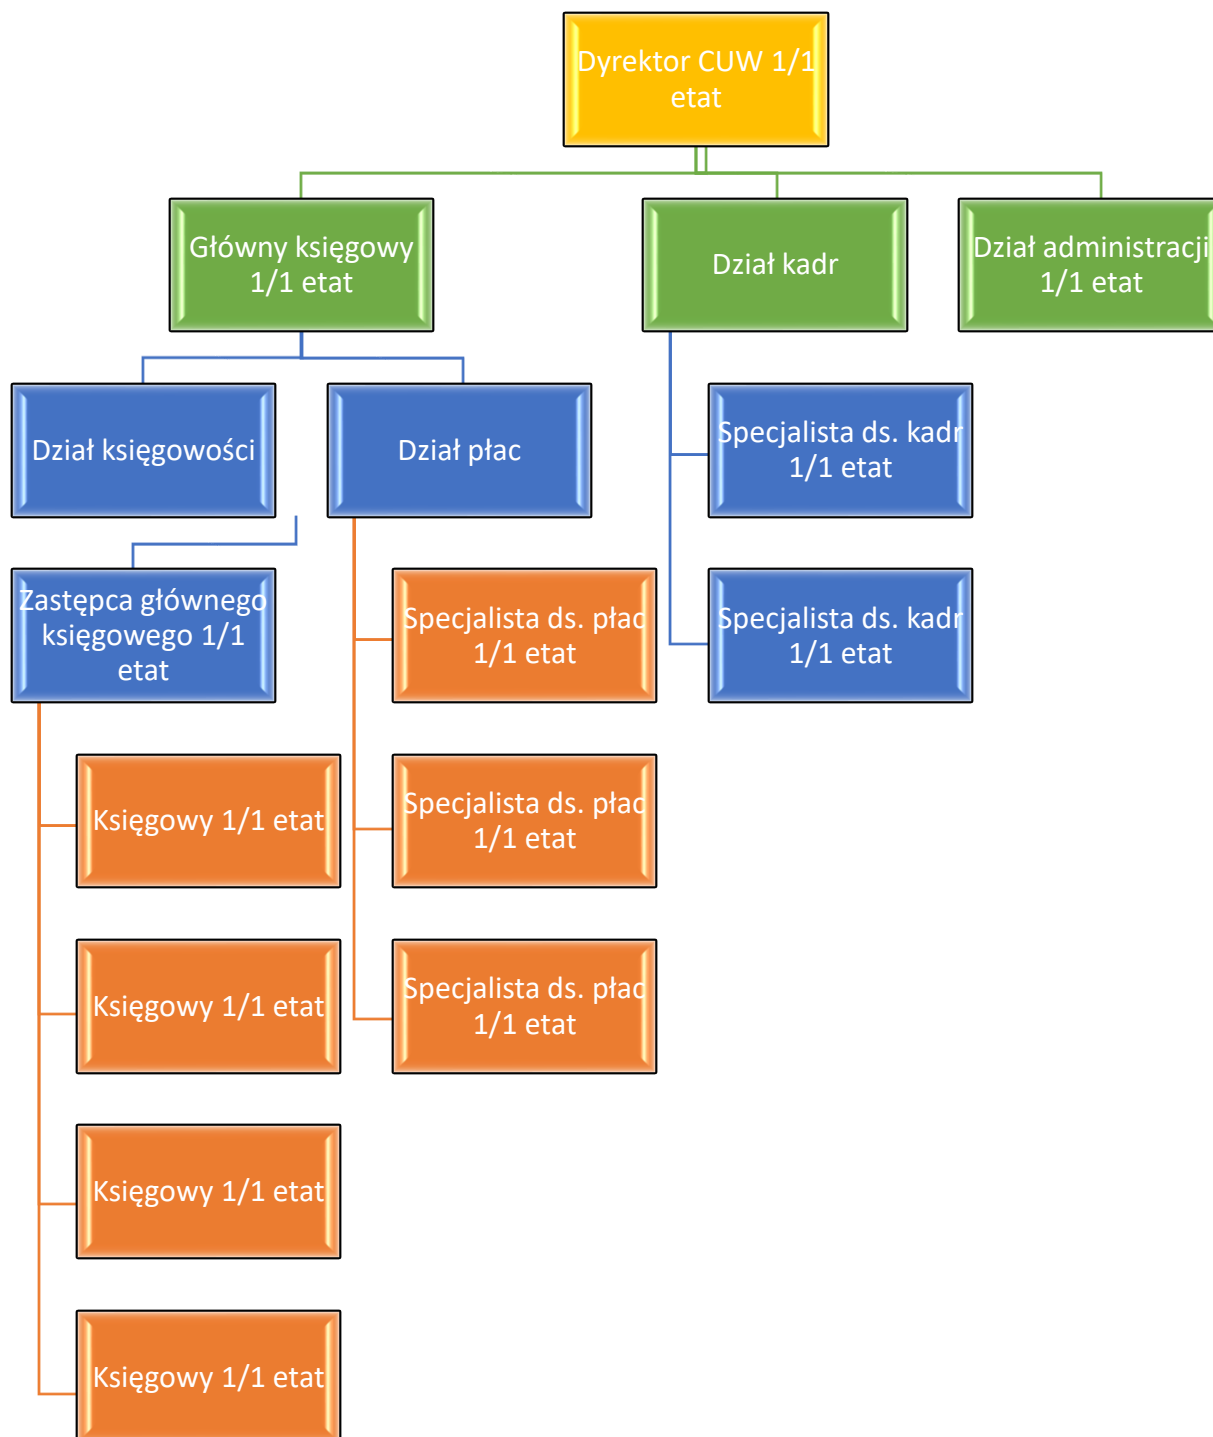 Dyrektor CUW 1/1
etat
Główny księgowy
1/1 etat
Dział kadr
Dział administracji
1/1 etat
Dział księgowości
Dział płac
Specjalista ds. kadr
1/1 etat
Zastępca głównego
księgowego 1/1
etat
Specjalista ds. płac
1/1 etat
Specjalista ds. kadr
1/1 etat
Księgowy 1/1 etat
Specjalista ds. płac
1/1 etat
Księgowy 1/1 etat
Specjalista ds. płac
1/1 etat
Księgowy 1/1 etat
Księgowy 1/1 etat